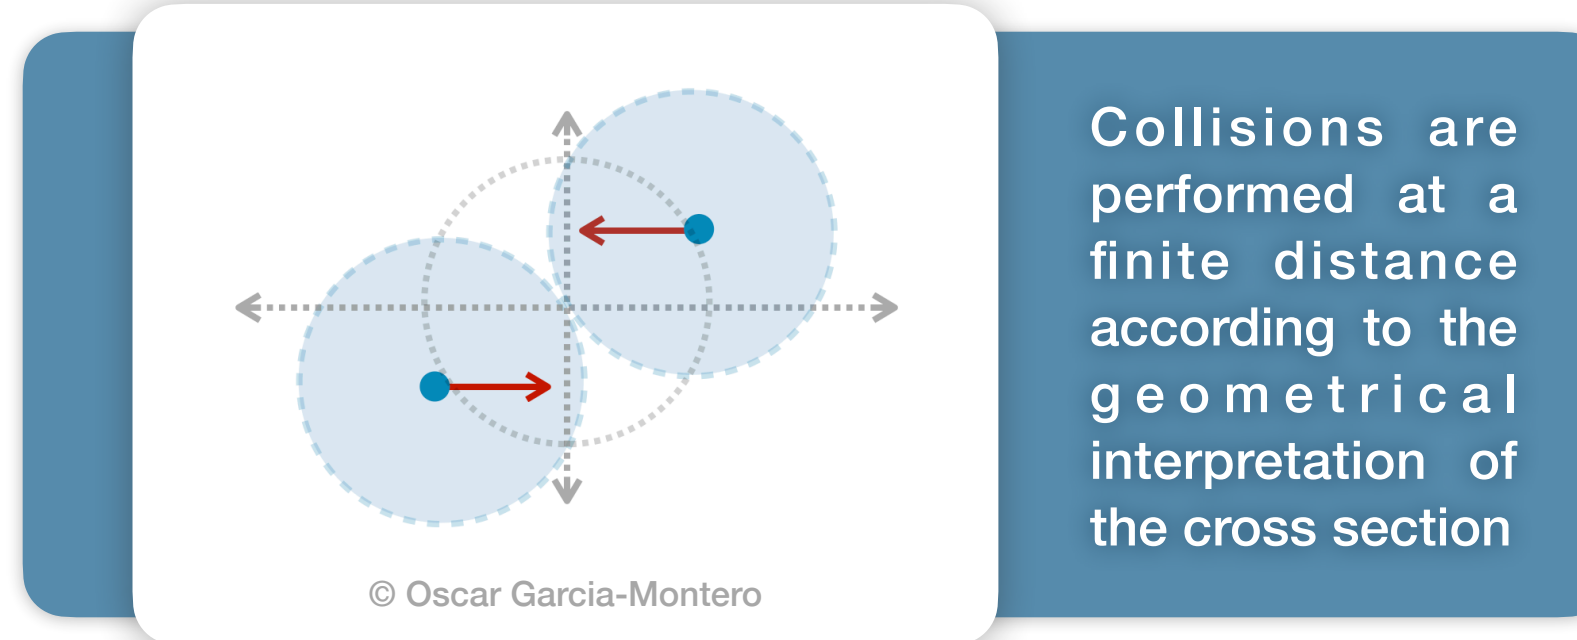 Collisions are
performed at a
finite distance
according to the
geometrical
interpretation of
the cross section
© Oscar Garcia-Montero